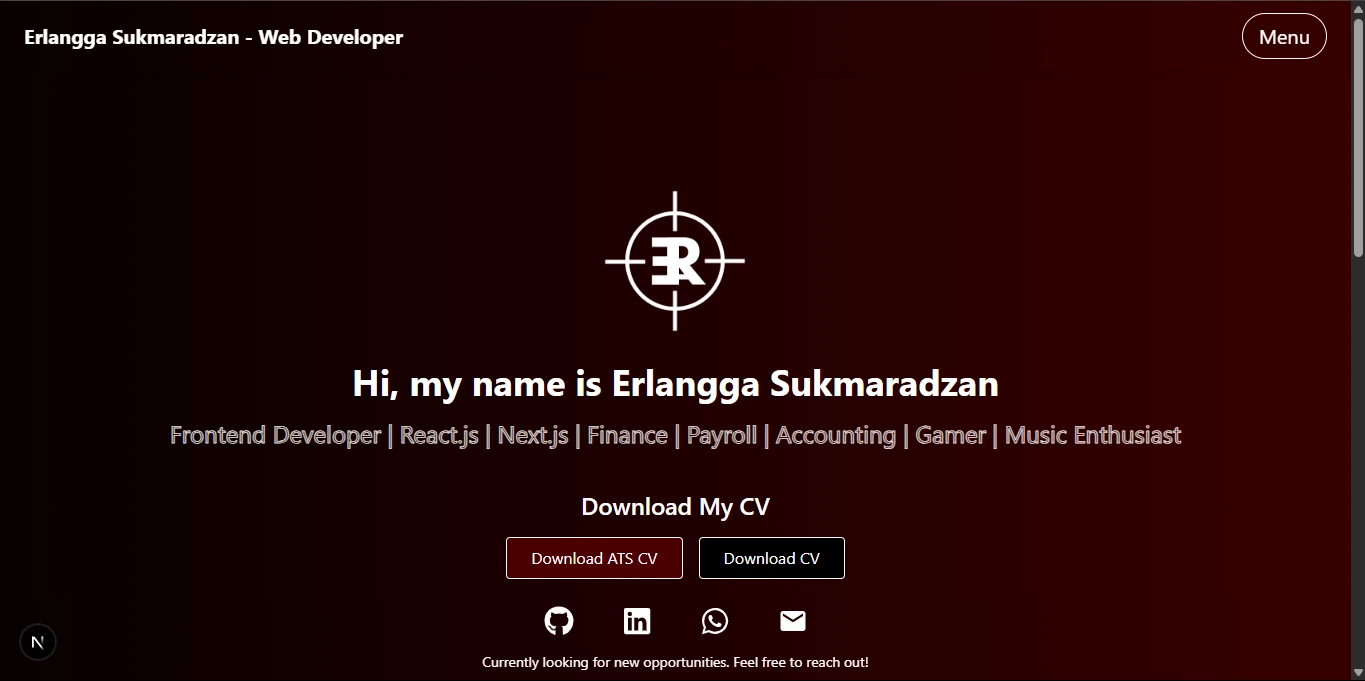 Erlangga Sukmaradzan - Web Developer
Menu
ER
Hi, my name is Erlangga Sukmaradzan
Frontend Developer | React.js | Next.js | Finance | Payroll | Accounting | Gamer | Music Enthusiast
Download My CV
Download ATS CV
Download CV
in
N
Currently looking for new opportunities. Feel free to reach out!